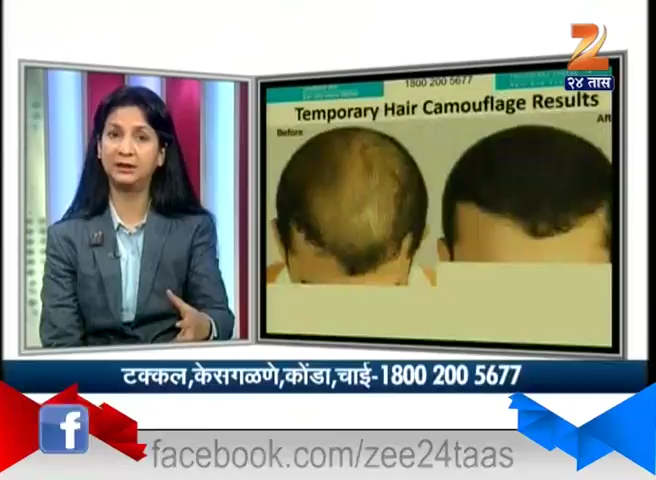 २४ तास
1800 200 5677
Temporary Hair Camouflage Results
Before
टक्कल,केसगळणे,कोंडा,चाई-1800 200 5677
f
facebook.com/zee24taas